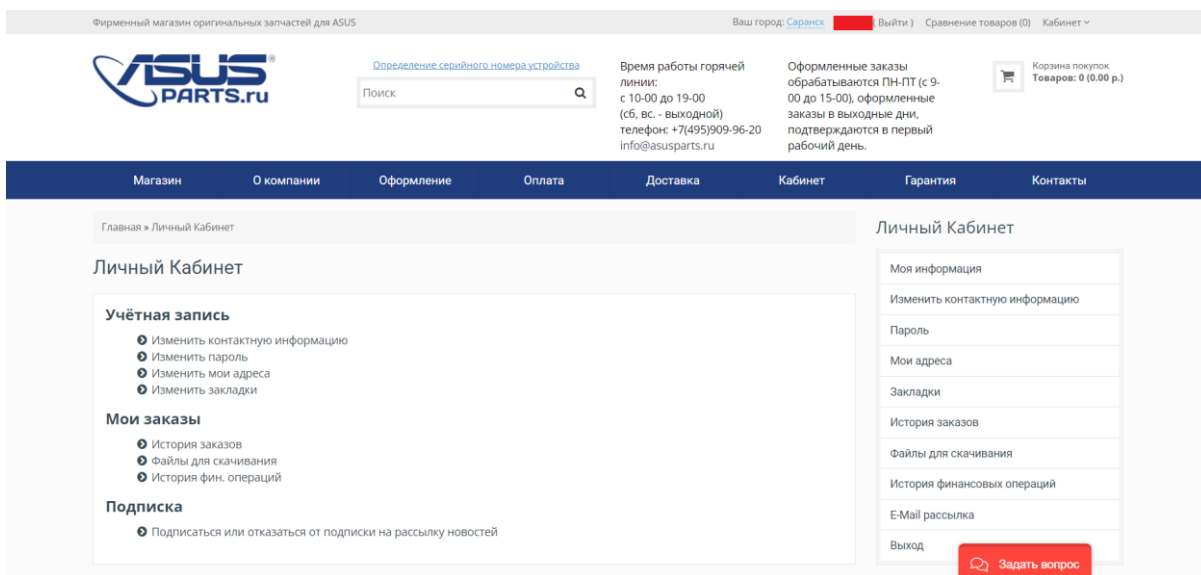 Фирменный магазин оригинальных запчастей для ASUS
Ваш город: Саранск ( Выйти ) Сравнение товаров (0) Кабинет
ASUS®
PARTS.ru
Определение серийного номера устройства
Поиск
Время работы горячей
линии:
с 10-00 до 19-00
(сб, вс. - выходной)
телефон: +7(495)909-96-20
info@asusparts.ru
Оформленные заказы
обрабатываются ПН-ПТ (с 9-
00 до 15-00), оформленные
заказы в выходные дни,
подтверждаются в первый
рабочий день.
Корзина покупок
Товаров: 0 (0.00 р.)
Магазин О компании Оформление Оплата Доставка Кабинет Гарантия Контакты
Главная » Личный Кабинет
Личный Кабинет
Учётная запись
Изменить контактную информацию
Изменить пароль
Изменить мои адреса
Изменить закладки
Мои заказы
История заказов
Файлы для скачивания
История фин. операций
Подписка
Подписаться или отказаться от подписки на рассылку новостей
Личный Кабинет
Моя информация
Изменить контактную информацию
Пароль
Мои адреса
Закладки
История заказов
Файлы для скачивания
История финансовых операций
E-Mail рассылка
Выход
Задать вопрос